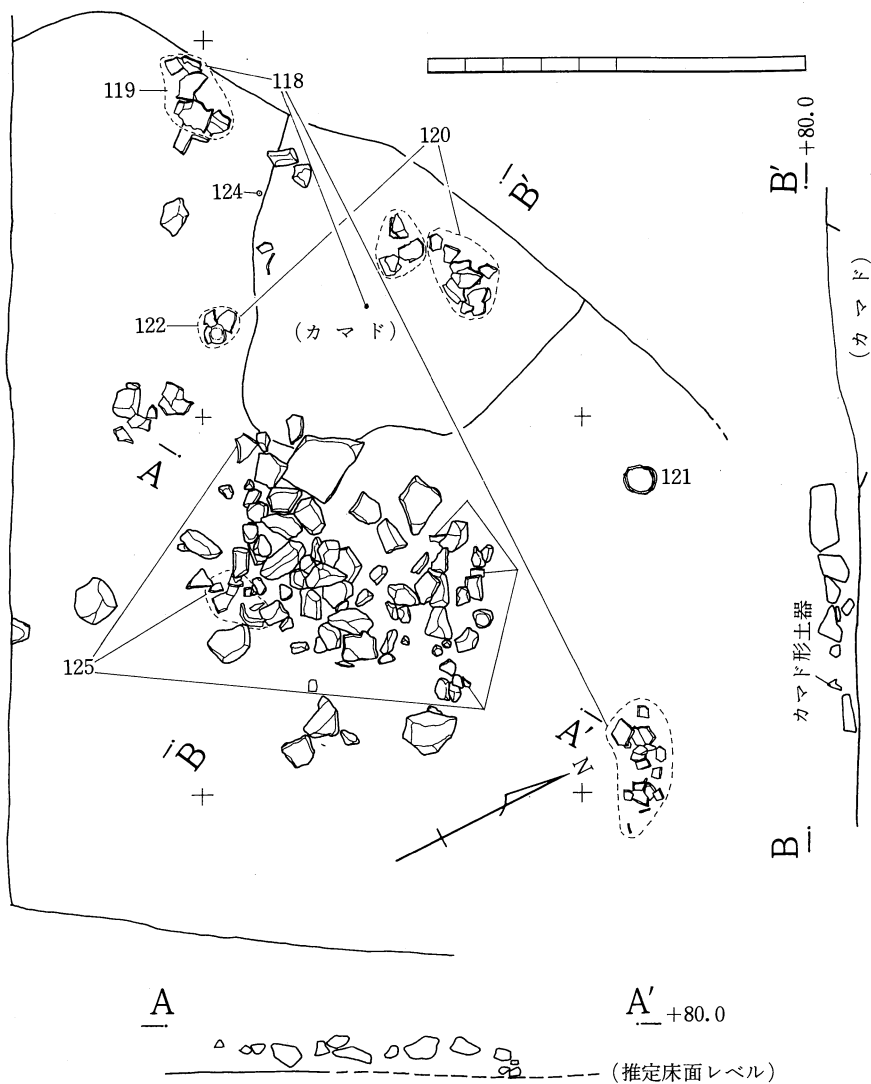 118
119
120
B′ +80.0
B′
124
122
(カマド)
(カマド)
A
121
カマド形土器
125
A′
N
B
B
A
A′ +80.0
(推定床面レベル)